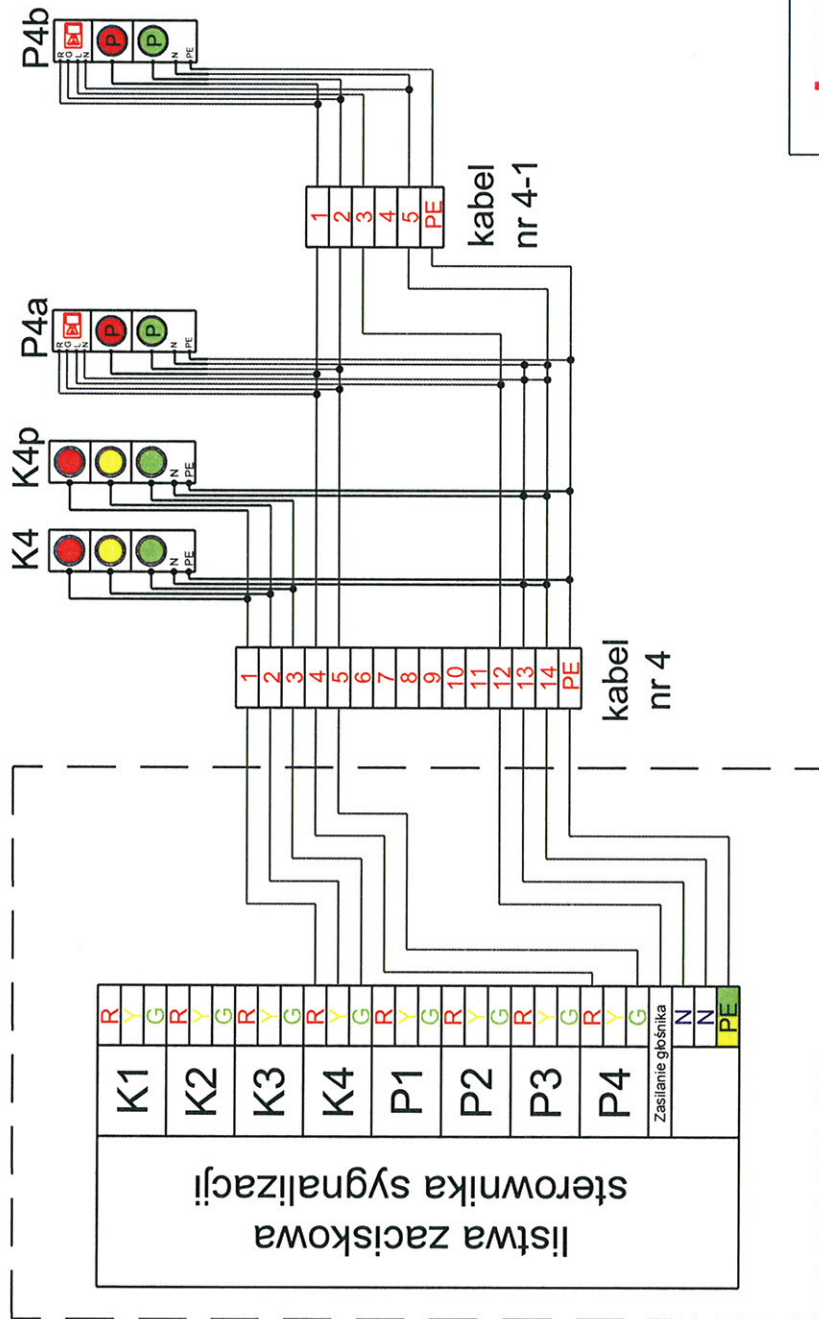 P4b
R
G
L
N
P
P
N
PE
P4a
R
G
L
N
P
P
N
PE
K4p
N
PE
K4
N
PE
1
2
3
4
5
PE
kabel
nr 4-1
1
2
3
4
5
6
7
8
9
10
11
12
13
14
PE
kabel
nr 4
K1
R
Y
G
K2
R
Y
G
K3
R
Y
G
K4
R
Y
G
P1
R
Y
G
P2
R
Y
G
P3
R
Y
G
P4
R
Y
G
Zasilanie głośnika
N
N
PE
listwa zaciskowa
sterownika sygnalizacji